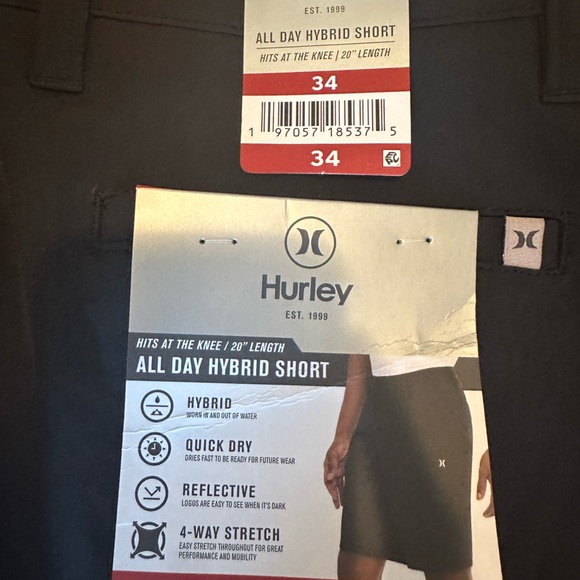 EST. 1999
ALL DAY HYBRID SHORT
HITS AT THE KNEE | 20" LENGTH
34
1 97057 18537 5
34
Hurley
EST. 1999
HITS AT THE KNEE / 20" LENGTH
ALL DAY HYBRID SHORT
HYBRID
WORN IN AND OUT OF WATER
QUICK DRY
DRIES FAST TO BE READY FOR FUTURE WEAR
REFLECTIVE
LOGOS ARE EASY TO SEE WHEN IT'S DARK
4-WAY STRETCH
EASY STRETCH THROUGHOUT FOR GREAT
PERFORMANCE AND MOBILITY